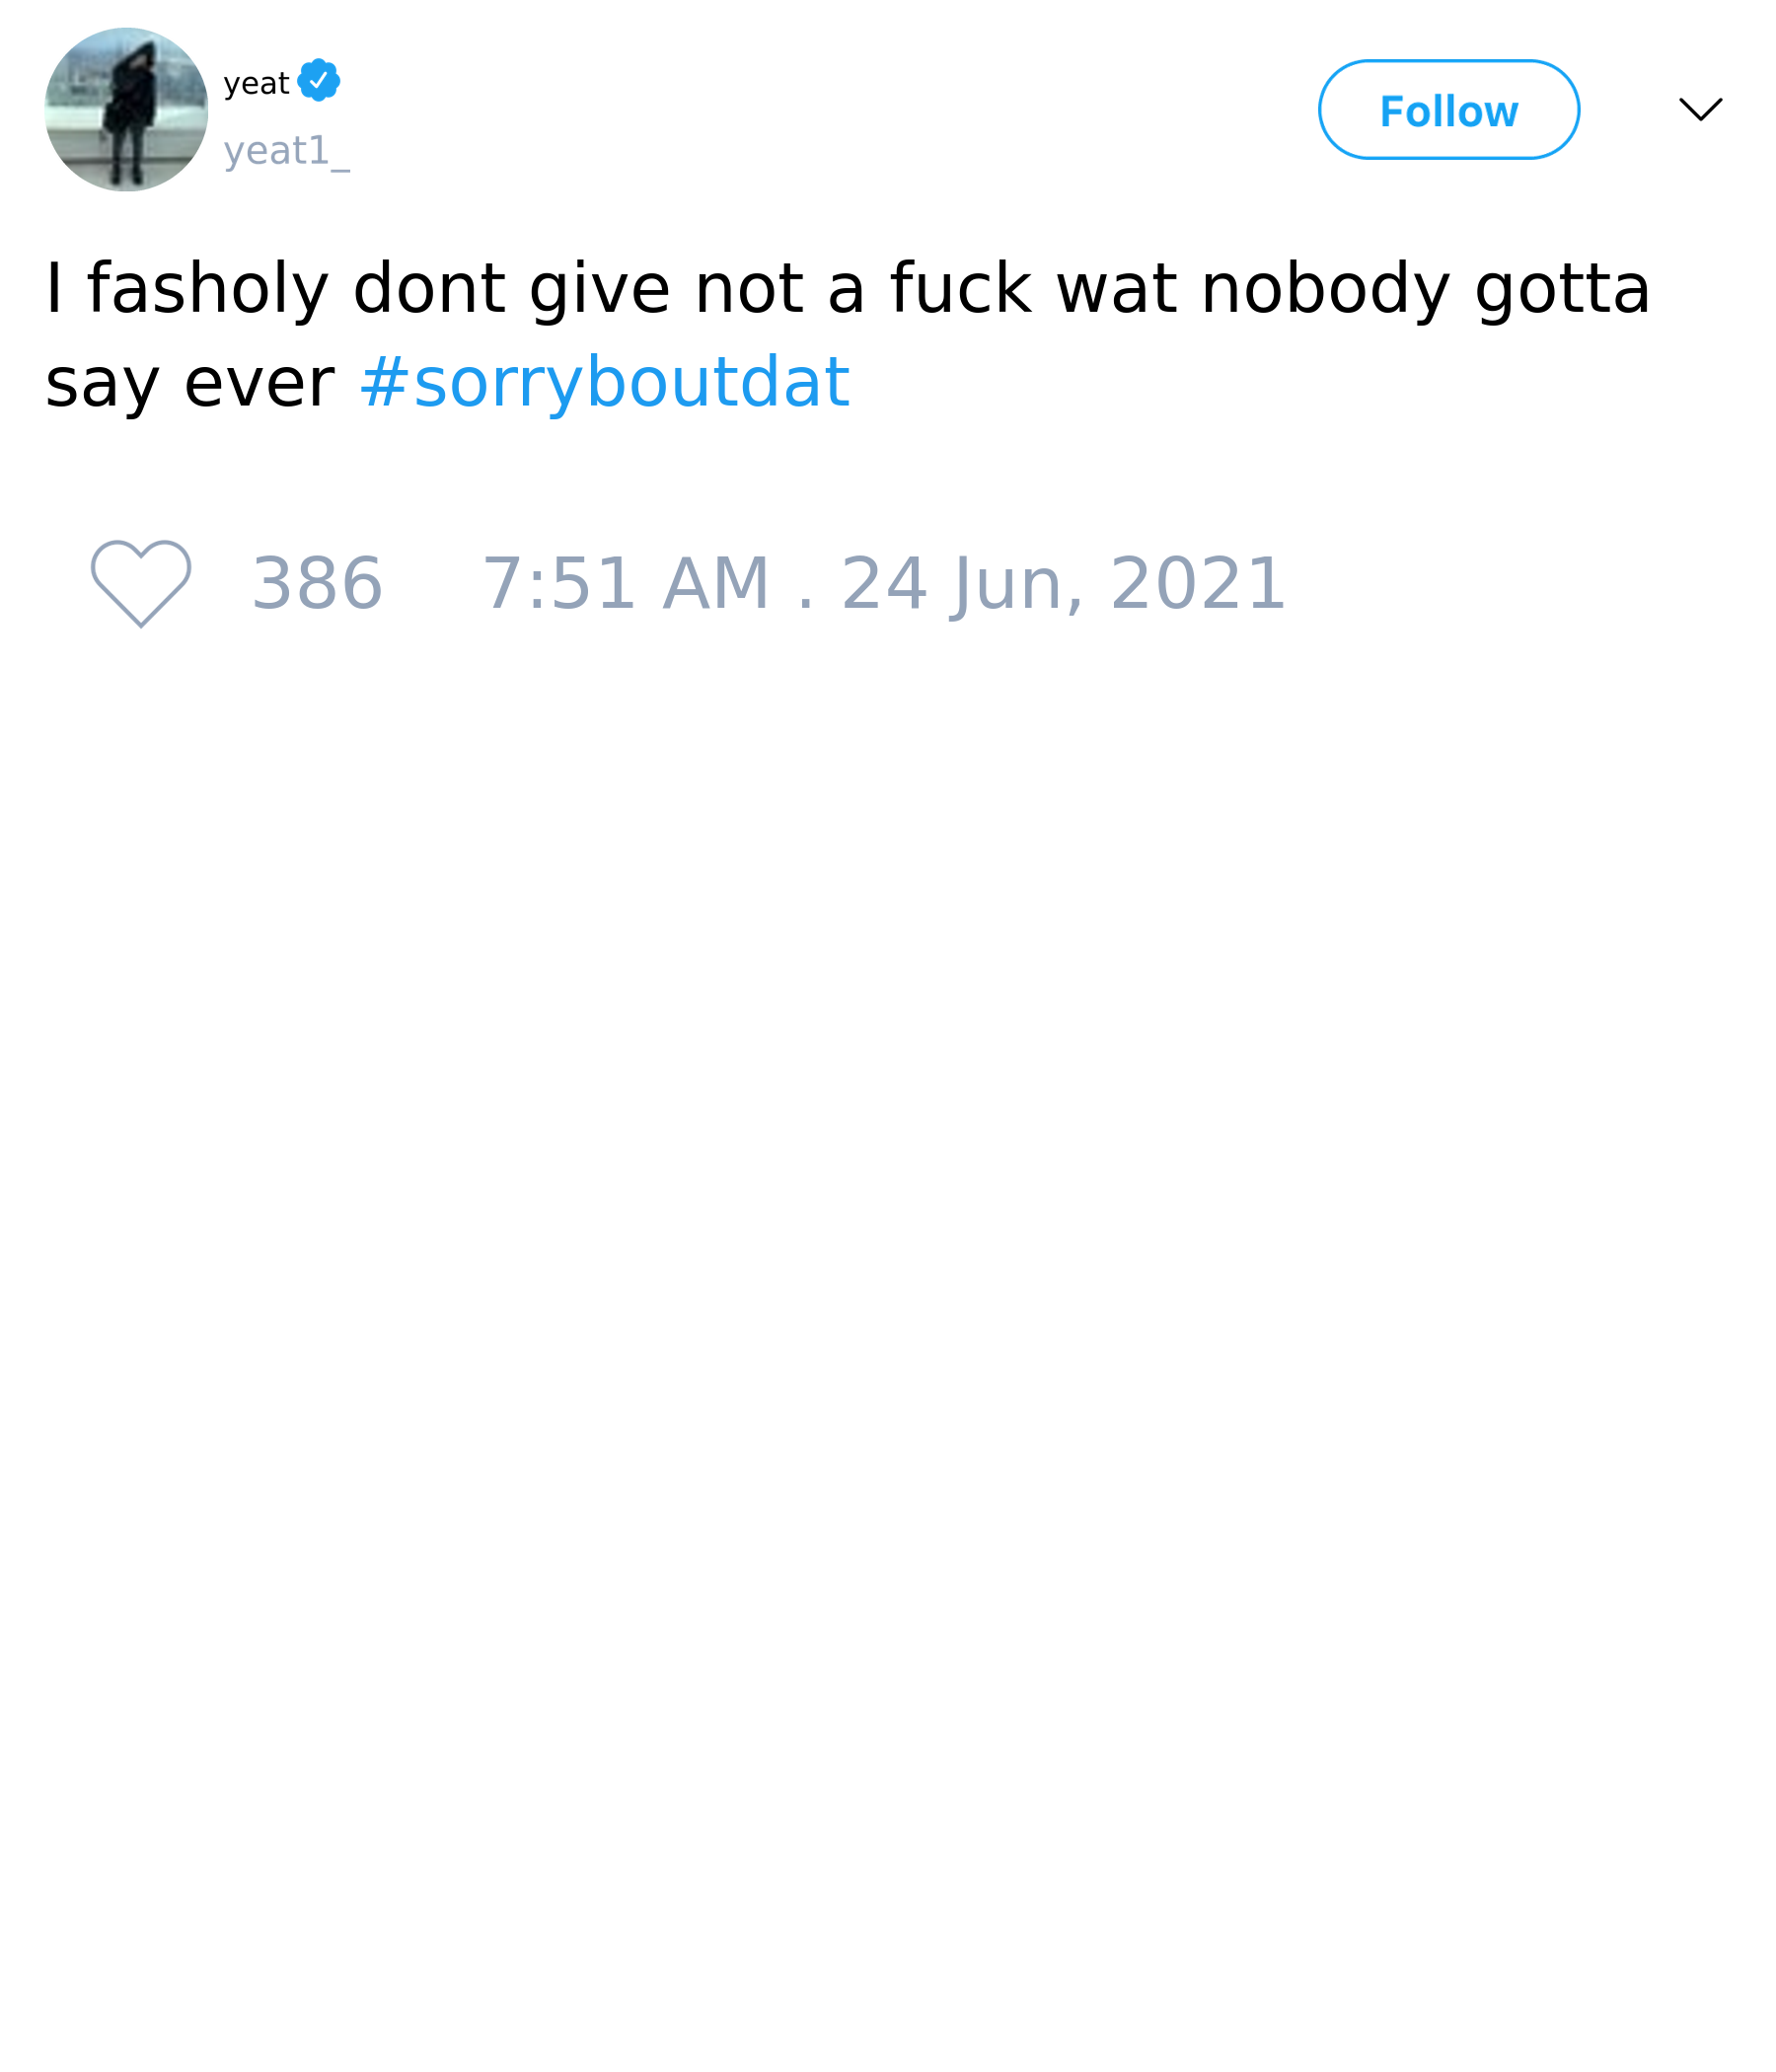 yeat
yeat1_
Follow
I fasholy dont give not a fuck wat nobody gotta
say ever #sorryboutdat
386 7:51 AM . 24 Jun, 2021